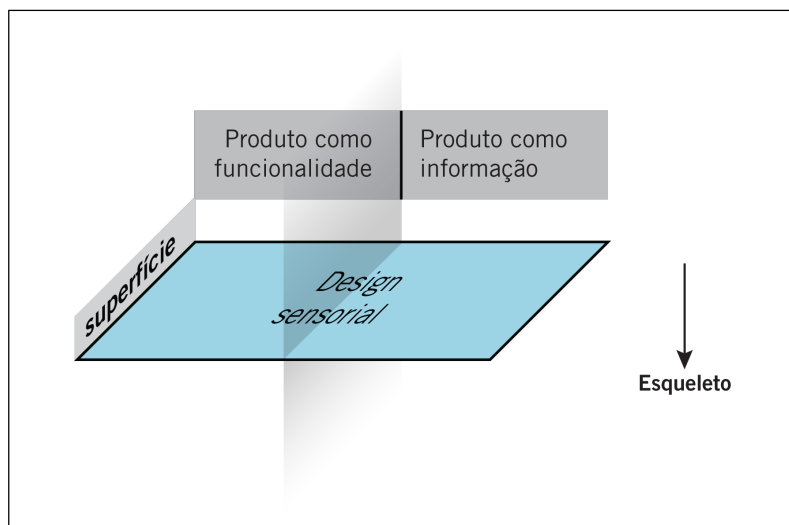 Produto como
funcionalidade
Produto como
informação
superfície
Design
sensorial
Esqueleto